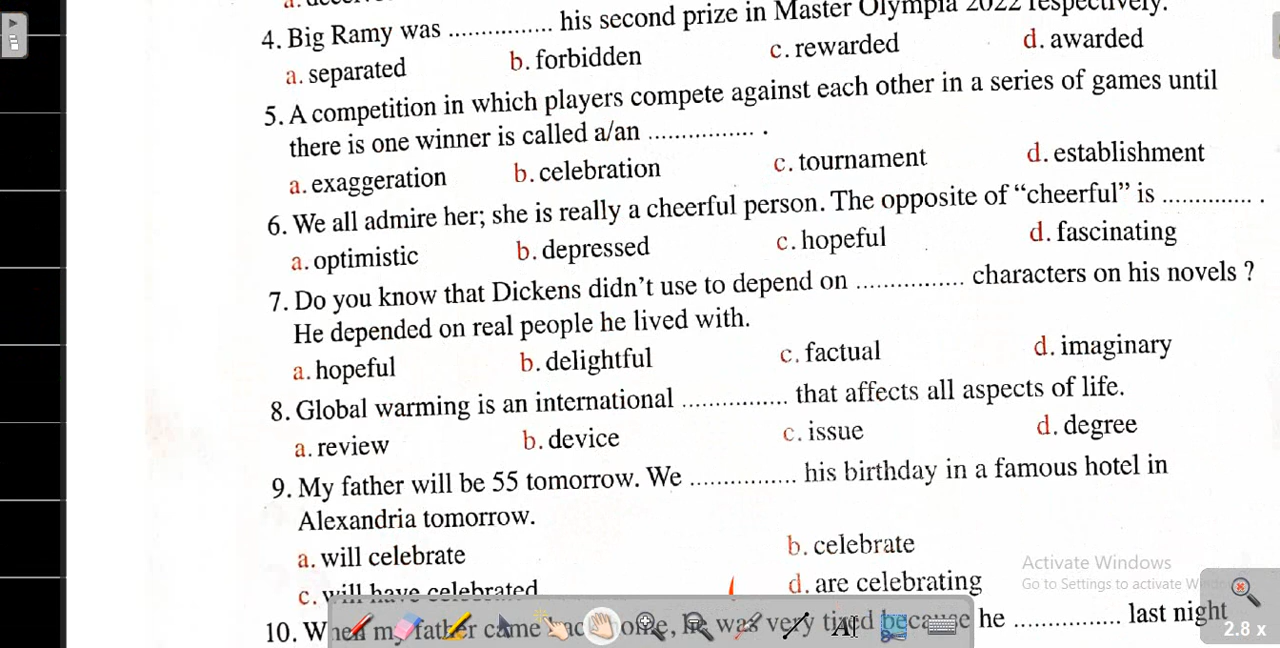 4. Big Ramy was ................ his second prize in Master Olympia 2022 respectively.
a. separated b. forbidden c. rewarded d. awarded
5. A competition in which players compete against each other in a series of games until
there is one winner is called a/an ................ .
a. exaggeration b. celebration c. tournament d. establishment
6. We all admire her; she is really a cheerful person. The opposite of “cheerful” is .............. .
a. optimistic b. depressed c. hopeful d. fascinating
7. Do you know that Dickens didn’t use to depend on ................ characters on his novels ?
He depended on real people he lived with.
a. hopeful b. delightful c. factual d. imaginary
8. Global warming is an international ................ that affects all aspects of life.
a. review b. device c. issue d. degree
9. My father will be 55 tomorrow. We ................ his birthday in a famous hotel in
Alexandria tomorrow.
a. will celebrate b. celebrate
Activate Windows
Go to Settings to activate
c. will have celebrated d. are celebrating
10. When my father came home, he was very tired because he ................ last night
2.8 x